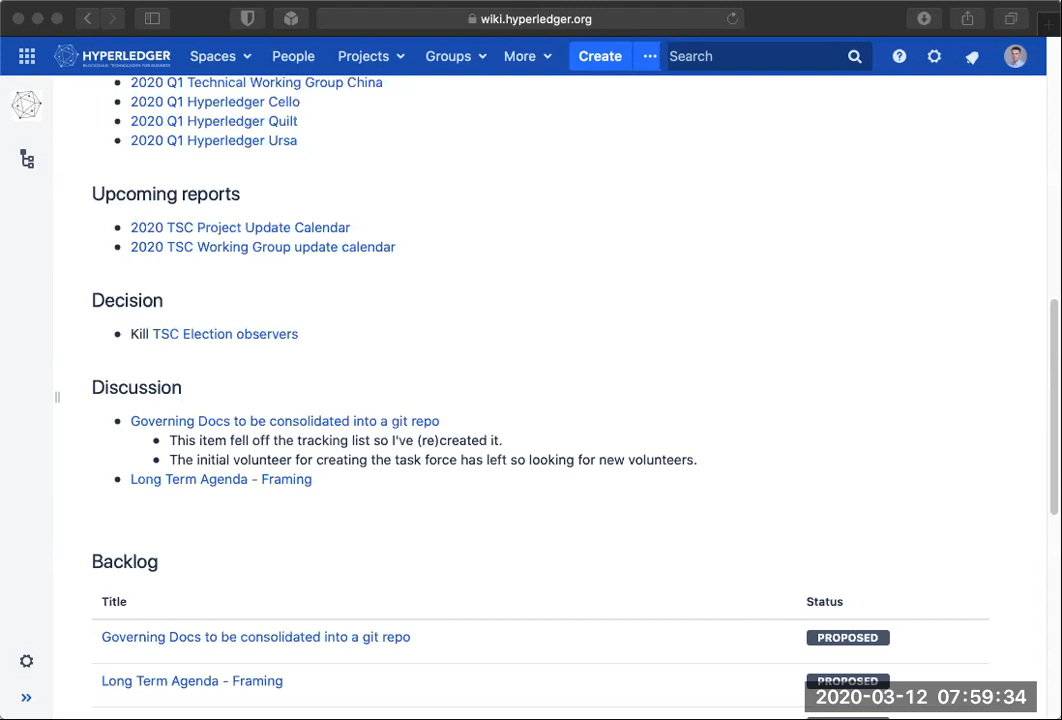 wiki.hyperledger.org
HYPERLEDGER
BLOCKCHAIN TECHNOLOGIES FOR BUSINESS
Spaces
People
Projects
Groups
More
Create
Search
2020 Q1 Technical Working Group China
2020 Q1 Hyperledger Cello
2020 Q1 Hyperledger Quilt
2020 Q1 Hyperledger Ursa
Upcoming reports
2020 TSC Project Update Calendar
2020 TSC Working Group update calendar
Decision
Kill TSC Election observers
Discussion
Governing Docs to be consolidated into a git repo
This item fell off the tracking list so I've (re)created it.
The initial volunteer for creating the task force has left so looking for new volunteers.
Long Term Agenda - Framing
Backlog
Title Status
Governing Docs to be consolidated into a git repo PROPOSED
Long Term Agenda - Framing PROPOSED
2020-03-12 07:59:34